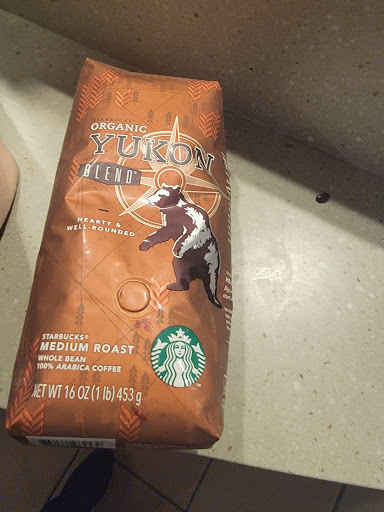 ORGANIC
YUKON
BLEND®
HEARTY &
WELL-ROUNDED
STARBUCKS®
MEDIUM ROAST
WHOLE BEAN
100% ARABICA COFFEE
NET WT 16 OZ (1 lb) 453 g